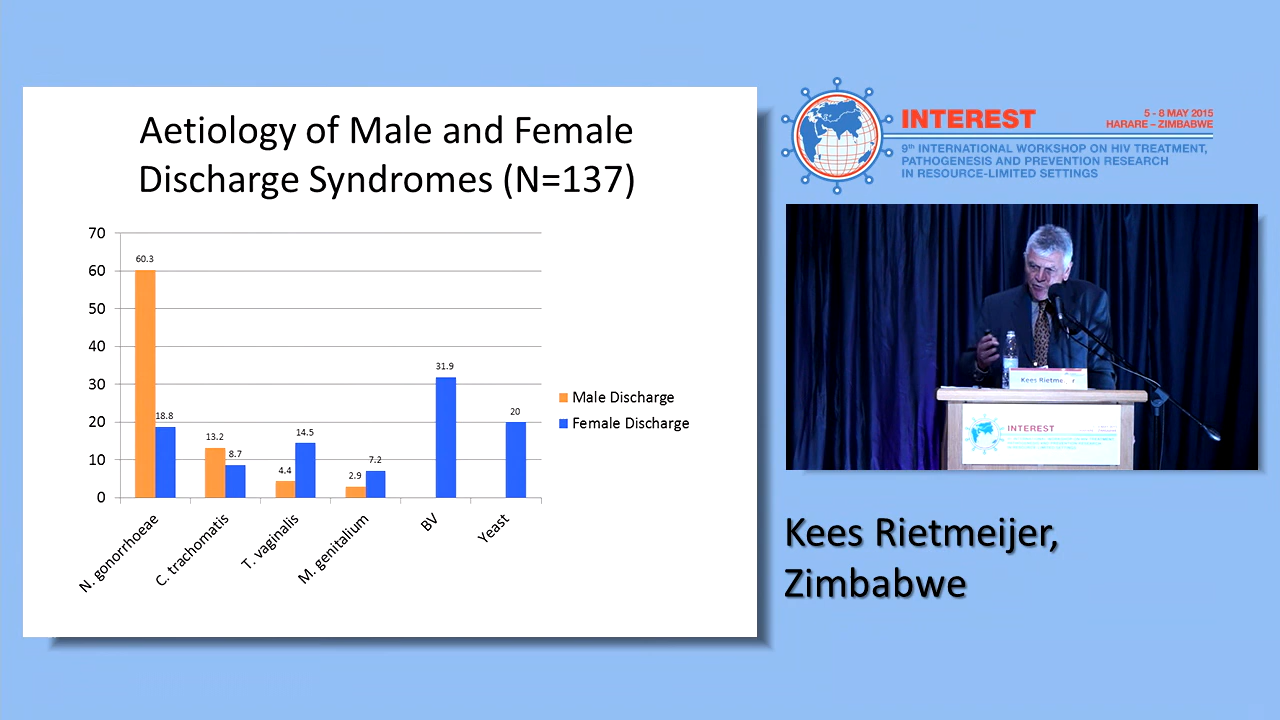 Aetiology of Male and Female
Discharge Syndromes (N=137)
70
60
50
40
30
20
10
0
60.3
18.8
13.2
8.7
4.4
14.5
2.9
7.2
31.9
20
N. gonorrhoeae
C. trachomatis
T. vaginalis
M. genitalium
BV
Yeast
Male Discharge
Female Discharge
INTEREST
5 - 8 MAY 2015
HARARE – ZIMBABWE
9th INTERNATIONAL WORKSHOP ON HIV TREATMENT,
PATHOGENESIS AND PREVENTION RESEARCH
IN RESOURCE-LIMITED SETTINGS
Kees
INTEREST
Kees Rietmeijer,
Zimbabwe